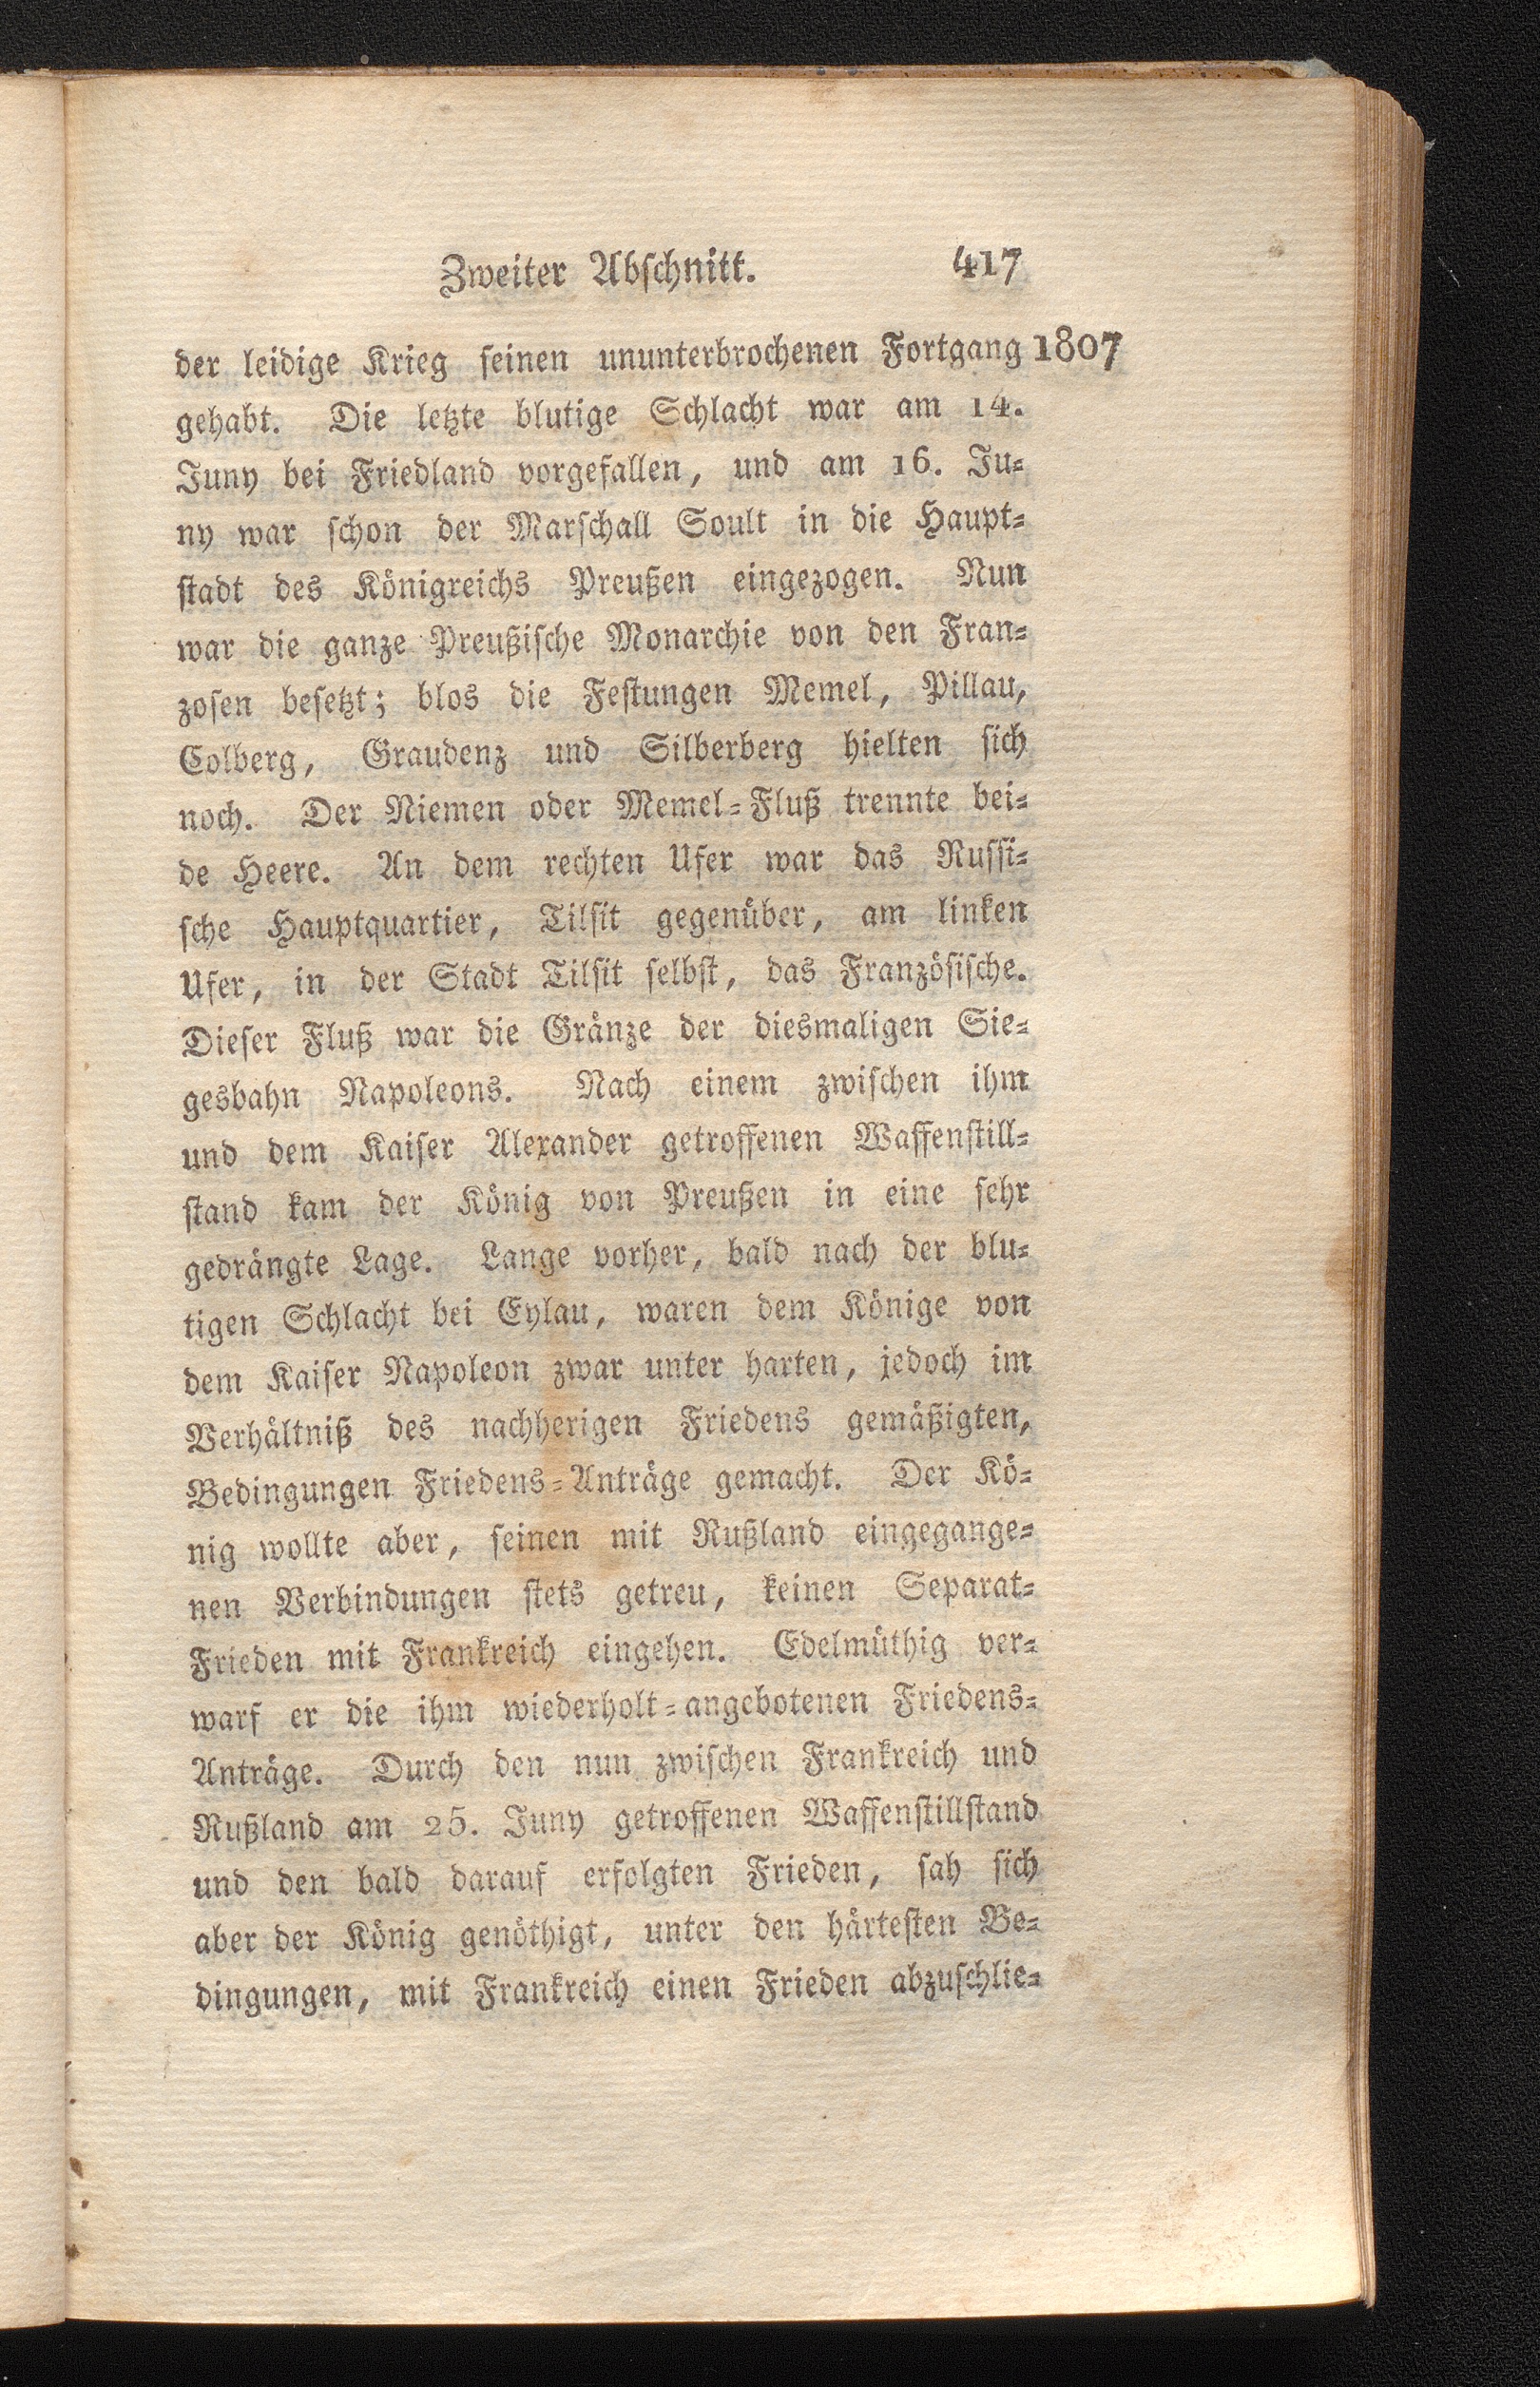 Zweiter Abschnitt. 417
der leidige Krieg seinen ununterbrochenen Fortgang 1807
gehabt. Die letzte blutige Schlacht war am 14.
Juny bei Friedland vorgefallen, und am 16. Ju-
ny war schon der Marschall Soult in die Haupt-
stadt des Königreichs Preußen eingezogen. Nun
war die ganze Preußische Monarchie von den Fran-
zosen besetzt; blos die Festungen Memel, Pillau,
Colberg, Graudenz und Silberberg hielten sich
noch. Der Niemen oder Memel-Fluß trennte bei-
de Heere. An dem rechten Ufer war das Russi-
sche Hauptquartier, Tilsit gegenüber, am linken
Ufer, in der Stadt Tilsit selbst, das Französische.
Dieser Fluß war die Gränze der diesmaligen Sie-
gesbahn Napoleons. Nach einem zwischen ihm
und dem Kaiser Alexander getroffenen Waffenstill-
stand kam der König von Preußen in eine sehr
gedrängte Lage. Lange vorher, bald nach der blu-
tigen Schlacht bei Eylau, waren dem Könige von
dem Kaiser Napoleon zwar unter harten, jedoch im
Verhältniß des nachherigen Friedens gemäßigten,
Bedingungen Friedens-Anträge gemacht. Der Kö-
nig wollte aber, seinen mit Rußland eingegange-
nen Verbindungen stets getreu, keinen Separat-
Frieden mit Frankreich eingehen. Edelmüthig ver-
warf er die ihm wiederholt-angebotenen Friedens-
Anträge. Durch den nun zwischen Frankreich und
Rußland am 25. Juny getroffenen Waffenstillstand
und den bald darauf erfolgten Frieden, sah sich
aber der König genöthigt, unter den härtesten Be-
dingungen, mit Frankreich einen Frieden abzuschlie-